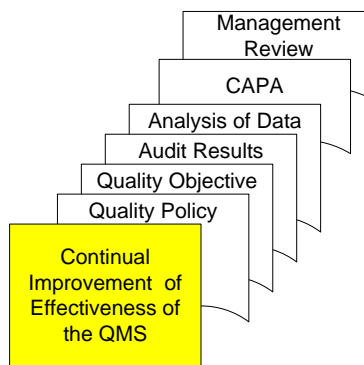 Management
Review
CAPA
Analysis of Data
Audit Results
Quality Objective
Quality Policy
Continual
Improvement of
Effectiveness of
the QMS